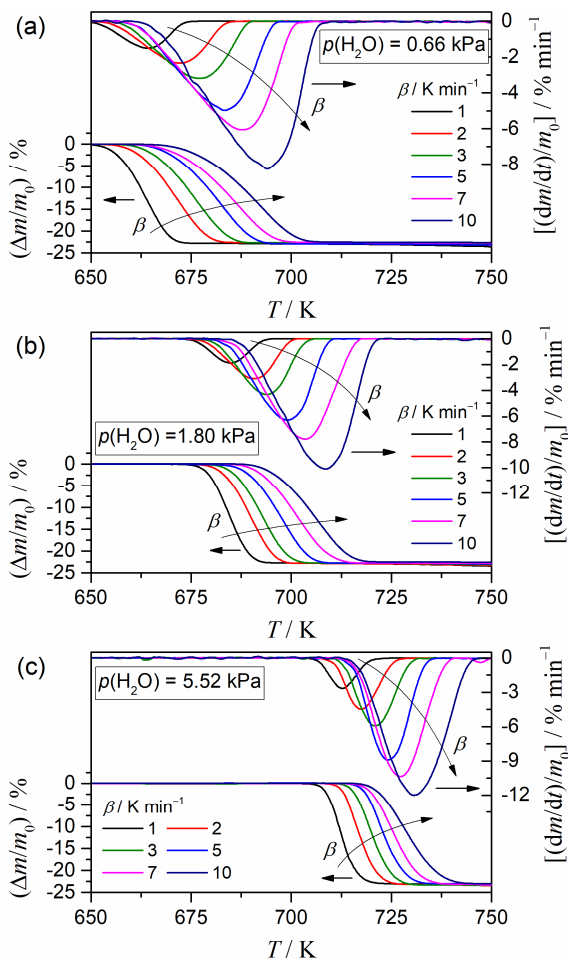 (a)
p(H₂O) = 0.66 kPa
0
-2
-4
-6
-8
β
β / K min⁻¹
1
2
3
5
7
10
[(dm/dt)/m₀] / % min⁻¹
0
-5
-10
-15
-20
-25
(Δm/m₀) / %
β
650 675 700 725 750
T / K
(b)
0
-2
-4
-6
-8
-10
-12
β
β / K min⁻¹
1
2
3
5
7
10
[(dm/dt)/m₀] / % min⁻¹
p(H₂O) =1.80 kPa
0
-5
-10
-15
-20
-25
(Δm/m₀) / %
β
650 675 700 725 750
T / K
(c)
p(H₂O) = 5.52 kPa
0
-3
-6
-9
-12
β
[(dm/dt)/m₀] / % min⁻¹
0
-5
-10
-15
-20
-25
(Δm/m₀) / %
β / K min⁻¹
1 2
3 5
7 10
β
650 675 700 725 750
T / K